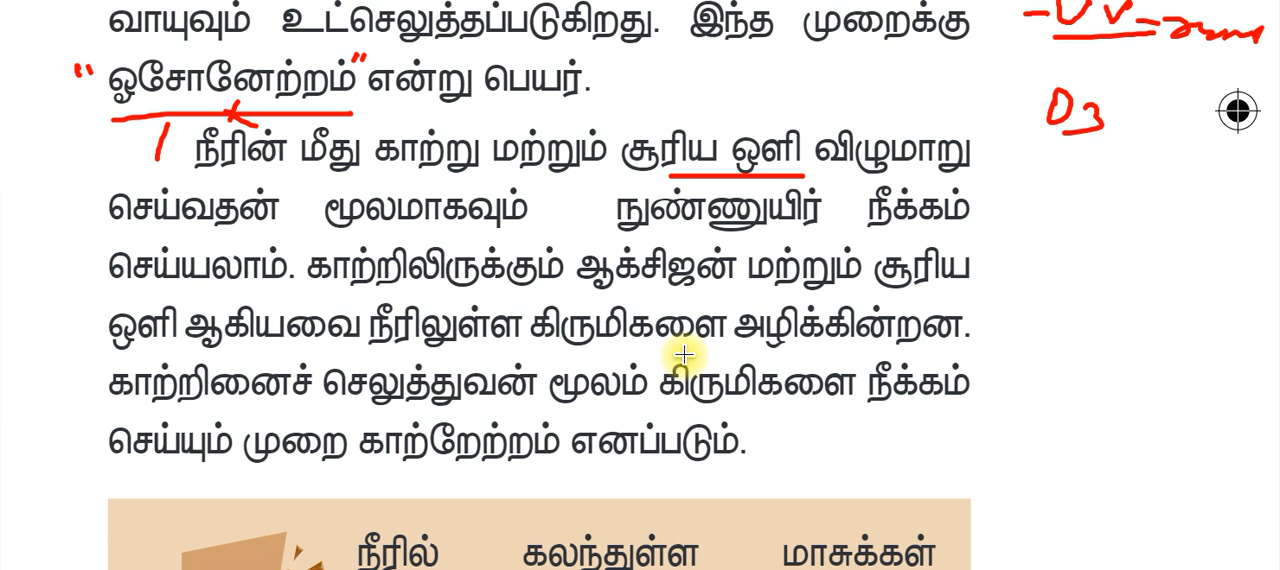 வாயுவும் உட்செலுத்தப்படுகிறது. இந்த முறைக்கு
"ஓசோனேற்றம்" என்று பெயர்.
நீரின் மீது காற்று மற்றும் சூரிய ஒளி விழுமாறு
செய்வதன் மூலமாகவும் நுண்ணுயிர் நீக்கம்
செய்யலாம். காற்றிலிருக்கும் ஆக்சிஜன் மற்றும் சூரிய
ஒளி ஆகியவை நீரிலுள்ள கிருமிகளை அழிக்கின்றன.
காற்றினைச் செலுத்துவன் மூலம் கிருமிகளை நீக்கம்
செய்யும் முறை காற்றேற்றம் எனப்படும்.
நீரில் கலந்துள்ள மாசுக்கள்
UV
O3